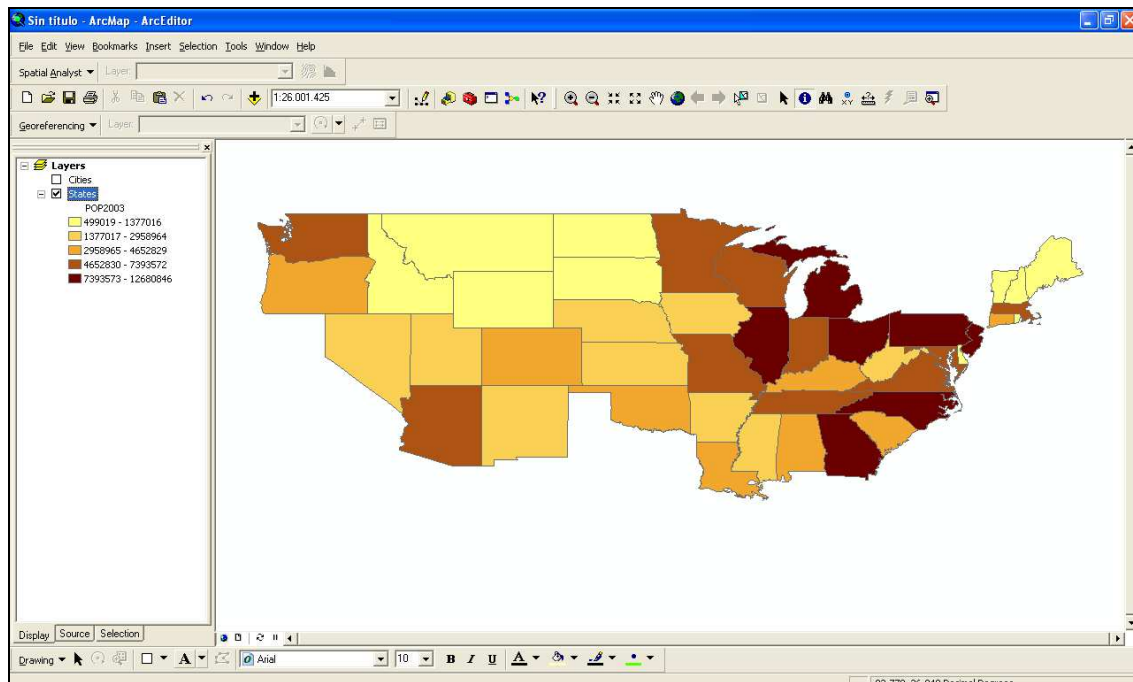 Sin título - ArcMap - ArcEditor
File Edit View Bookmarks Insert Selection Tools Window Help
Spatial Analyst Layer:
1:26.001.425
Georeferencing Layer:
Layers
Cities
States
POP2003
499019 - 1377016
1377017 - 2958964
2958965 - 4652829
4652830 - 7393572
7393573 - 12680846
Display Source Selection
Drawing A Arial 10 B I U A